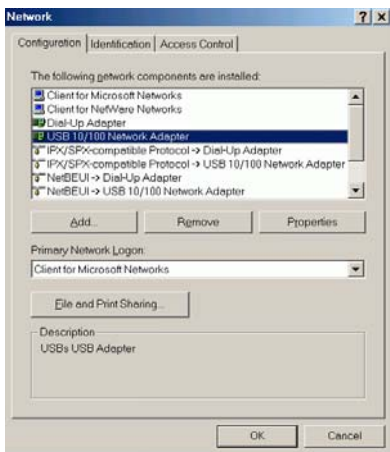 Network
Configuration Identification Access Control
The following network components are installed:
Client for Microsoft Networks
Client for NetWare Networks
Dial-Up Adapter
USB 10/100 Network Adapter
IPX/SPX-compatible Protocol -> Dial-Up Adapter
IPX/SPX-compatible Protocol -> USB 10/100 Network Adapter
NetBEUI -> Dial-Up Adapter
NetBEUI -> USB 10/100 Network Adapter
Add... Remove Properties
Primary Network Logon:
Client for Microsoft Networks
File and Print Sharing...
Description
USBs USB Adapter
OK Cancel